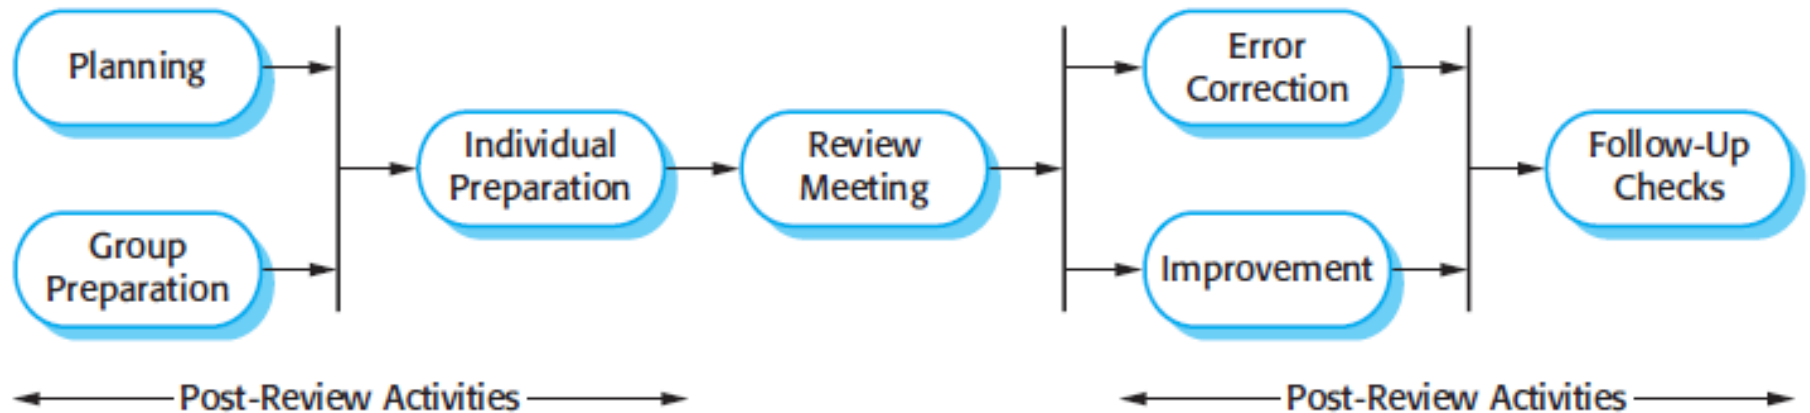 Planning
Group
Preparation
Individual
Preparation
Review
Meeting
Error
Correction
Improvement
Follow-Up
Checks
Post-Review Activities
Post-Review Activities